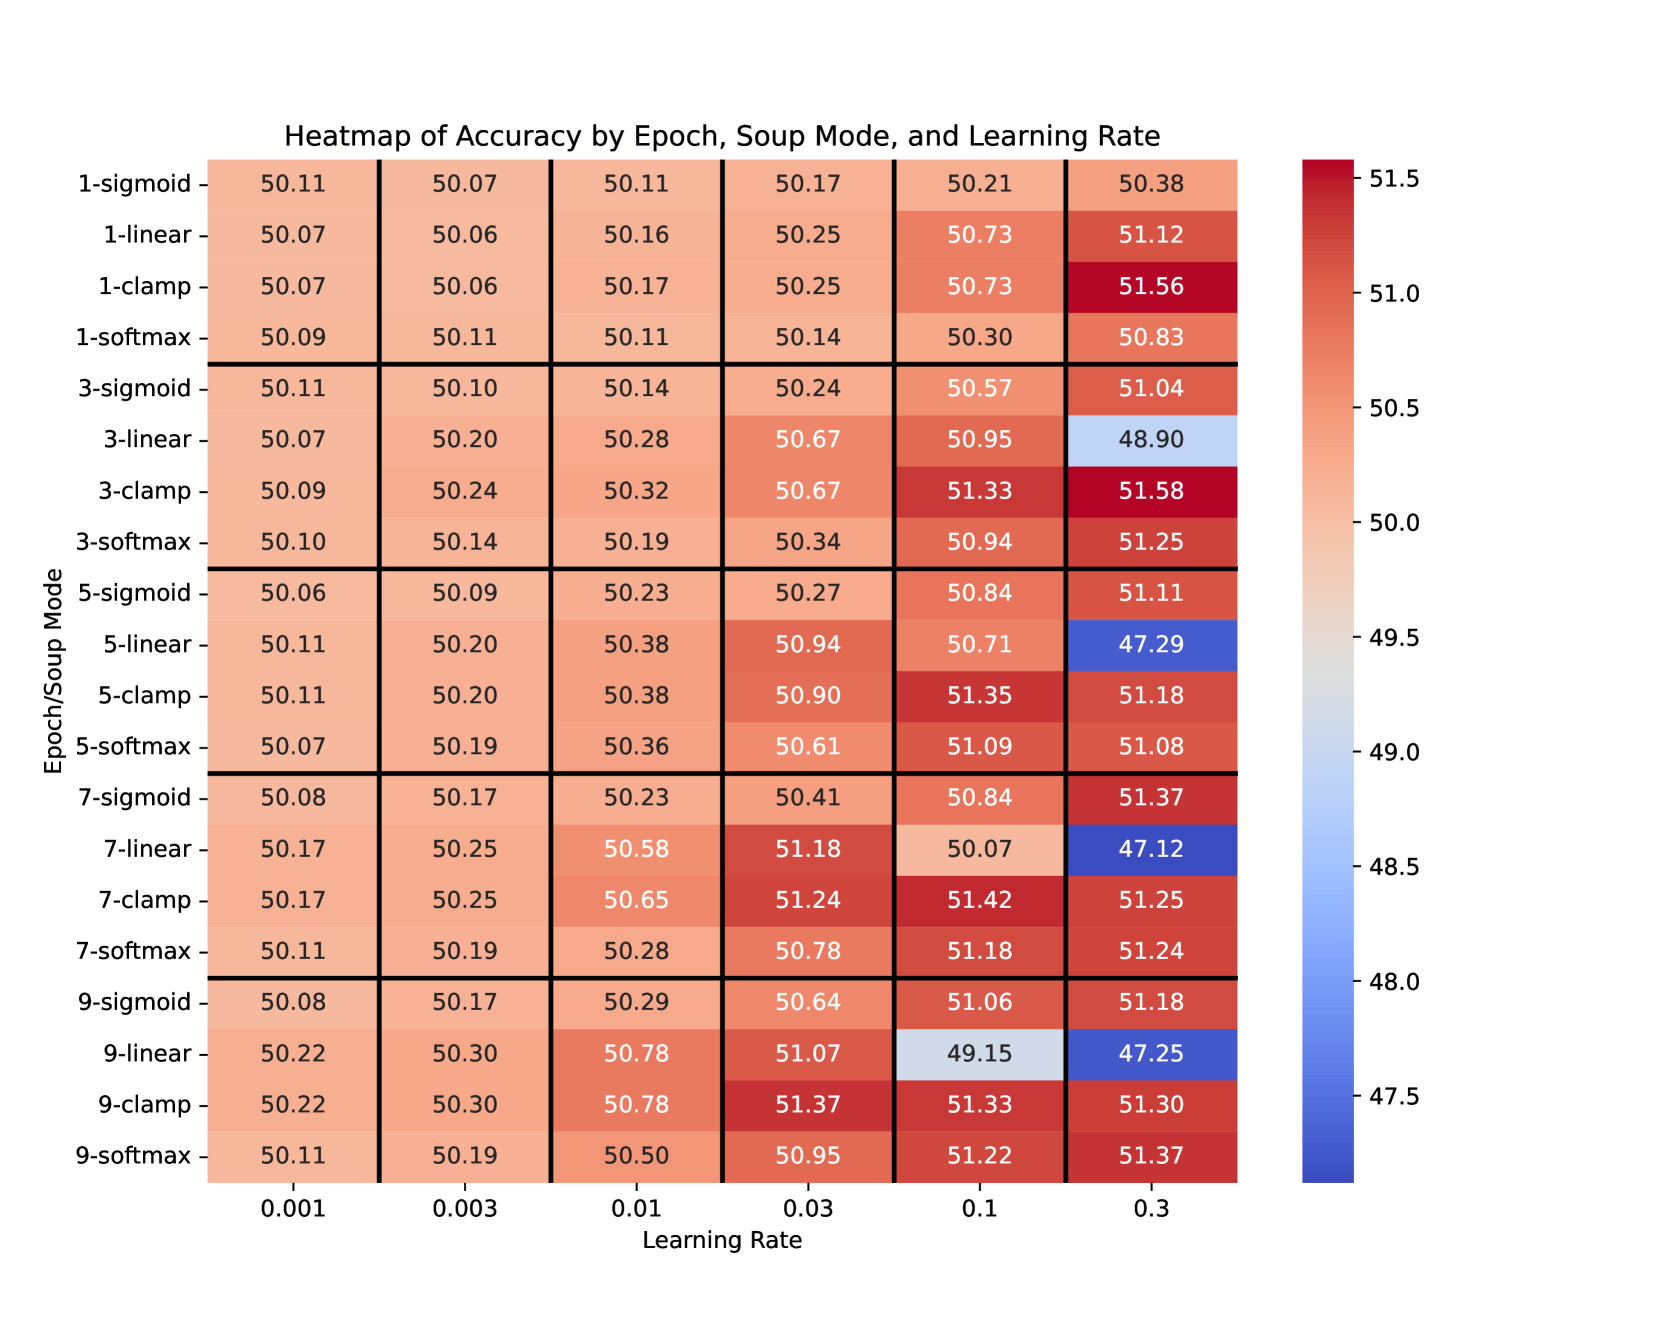 Heatmap of Accuracy by Epoch, Soup Mode, and Learning Rate
1-sigmoid 50.11 50.07 50.11 50.17 50.21 50.38
1-linear 50.07 50.06 50.16 50.25 50.73 51.12
1-clamp 50.07 50.06 50.17 50.25 50.73 51.56
1-softmax 50.09 50.11 50.11 50.14 50.30 50.83
3-sigmoid 50.11 50.10 50.14 50.24 50.57 51.04
3-linear 50.07 50.20 50.28 50.67 50.95 48.90
3-clamp 50.09 50.24 50.32 50.67 51.33 51.58
3-softmax 50.10 50.14 50.19 50.34 50.94 51.25
5-sigmoid 50.06 50.09 50.23 50.27 50.84 51.11
5-linear 50.11 50.20 50.38 50.94 50.71 47.29
5-clamp 50.11 50.20 50.38 50.90 51.35 51.18
5-softmax 50.07 50.19 50.36 50.61 51.09 51.08
7-sigmoid 50.08 50.17 50.23 50.41 50.84 51.37
7-linear 50.17 50.25 50.58 51.18 50.07 47.12
7-clamp 50.17 50.25 50.65 51.24 51.42 51.25
7-softmax 50.11 50.19 50.28 50.78 51.18 51.24
9-sigmoid 50.08 50.17 50.29 50.64 51.06 51.18
9-linear 50.22 50.30 50.78 51.07 49.15 47.25
9-clamp 50.22 50.30 50.78 51.37 51.33 51.30
9-softmax 50.11 50.19 50.50 50.95 51.22 51.37
0.001 0.003 0.01 0.03 0.1 0.3
Learning Rate
Epoch/Soup Mode
51.5
51.0
50.5
50.0
49.5
49.0
48.5
48.0
47.5